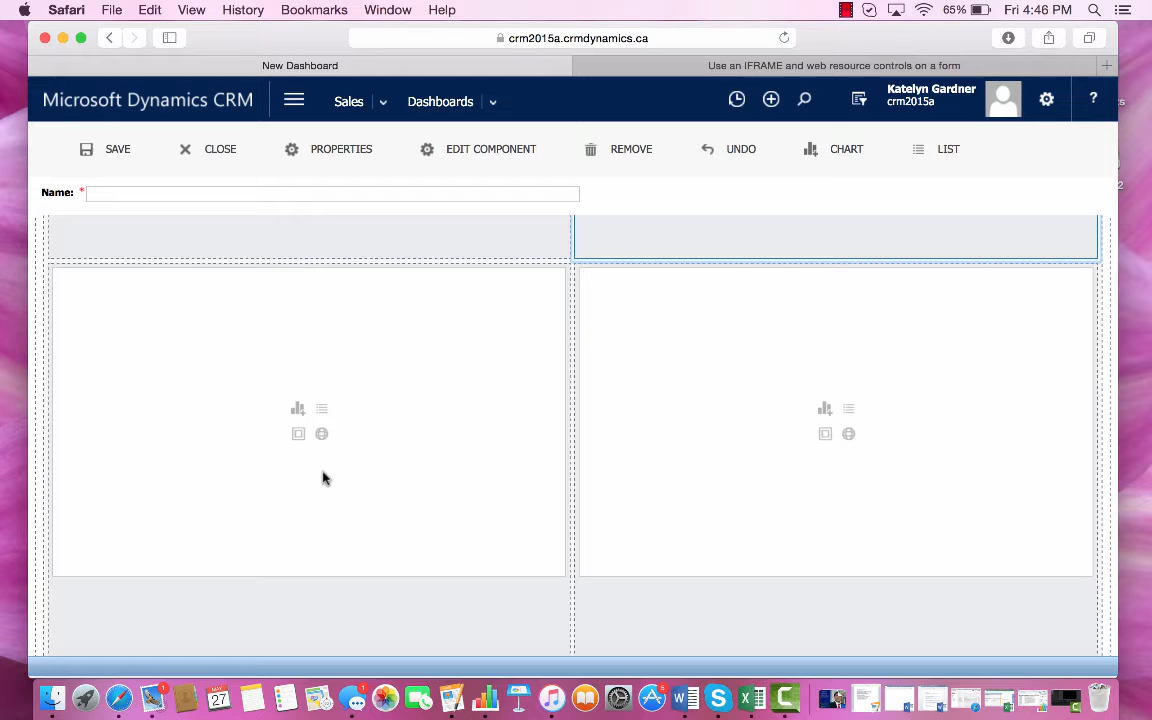 Safari File Edit View History Bookmarks Window Help 65% Fri 4:46 PM
crm2015a.crmdynamics.ca
New Dashboard Use an IFRAME and web resource controls on a form
Microsoft Dynamics CRM Sales Dashboards Katelyn Gardner
crm2015a
?
SAVE CLOSE PROPERTIES EDIT COMPONENT REMOVE UNDO CHART LIST
Name: *